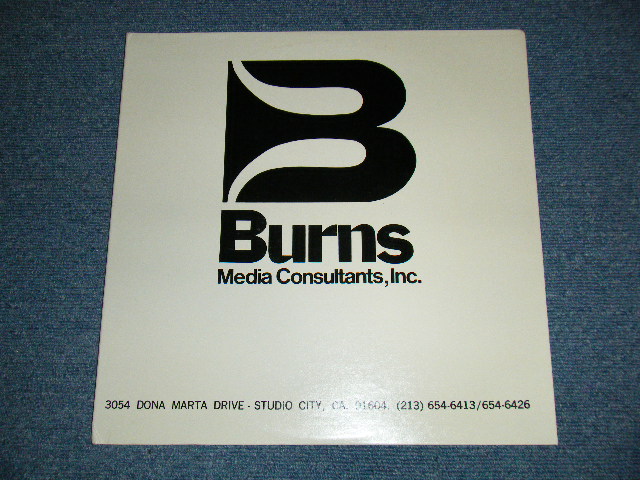 B
Burns
Media Consultants, Inc.
3054 DONA MARTA DRIVE - STUDIO CITY, CA. 91604. (213) 654-6413/654-6426